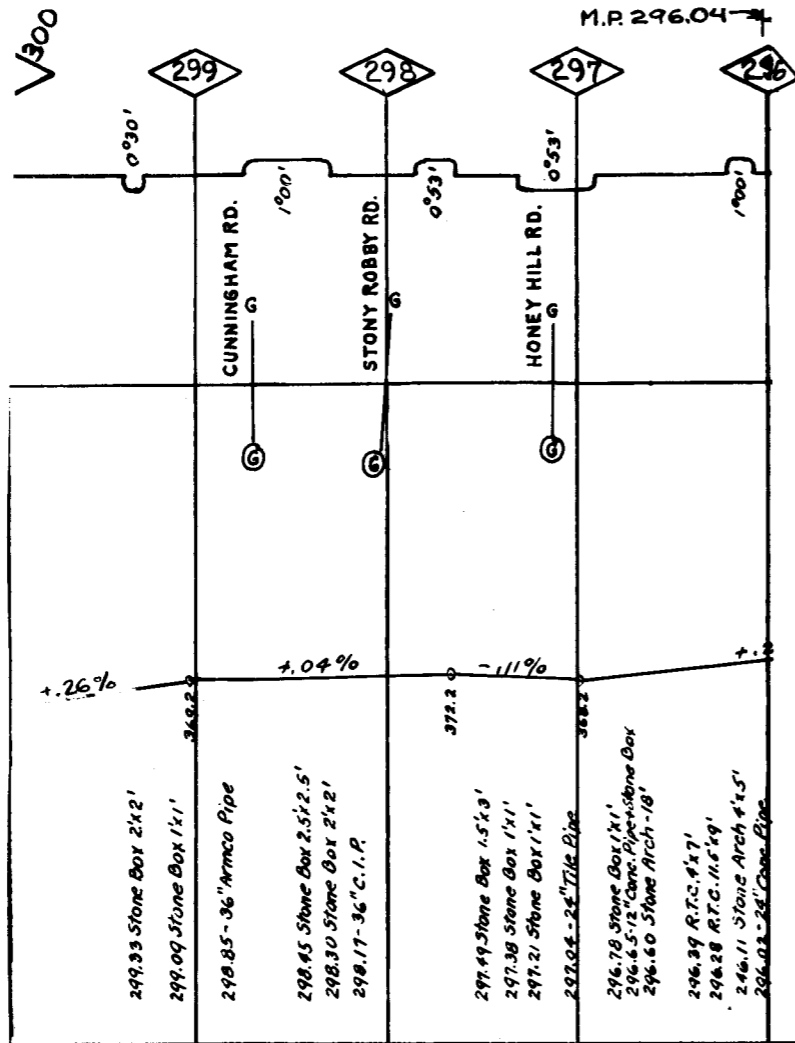 M.P. 296.04
300
299
298
297
296
0°30'
1°00'
0°53'
0°53'
1°00'
CUNNINGHAM RD.
STONY ROBBY RD.
HONEY HILL RD.
G
G
G
G
G
G
+.26%
+.04%
-.11%
369.2
372.2
368.2
299.33 Stone Box 2'x2'
299.09 Stone Box 1'x1'
298.85-36" Armco Pipe
298.45 Stone Box 2.5'x2.5'
298.30 Stone Box 2'x2'
298.17-36" C.I.P.
297.49 Stone Box 1.5'x3'
297.38 Stone Box 1'x1'
297.21 Stone Box 1'x1'
297.04-24" Tile Pipe
296.78 Stone Box 1'x1'
296.65-12" Conc. Pipe & Stone Box
296.60 Stone Arch-18'
296.39 R.T.C. 4'x7'
296.28 R.T.C. 11.5'x9'
246.11 Stone Arch 4'x5'
296.02-24" Conc. Pipe